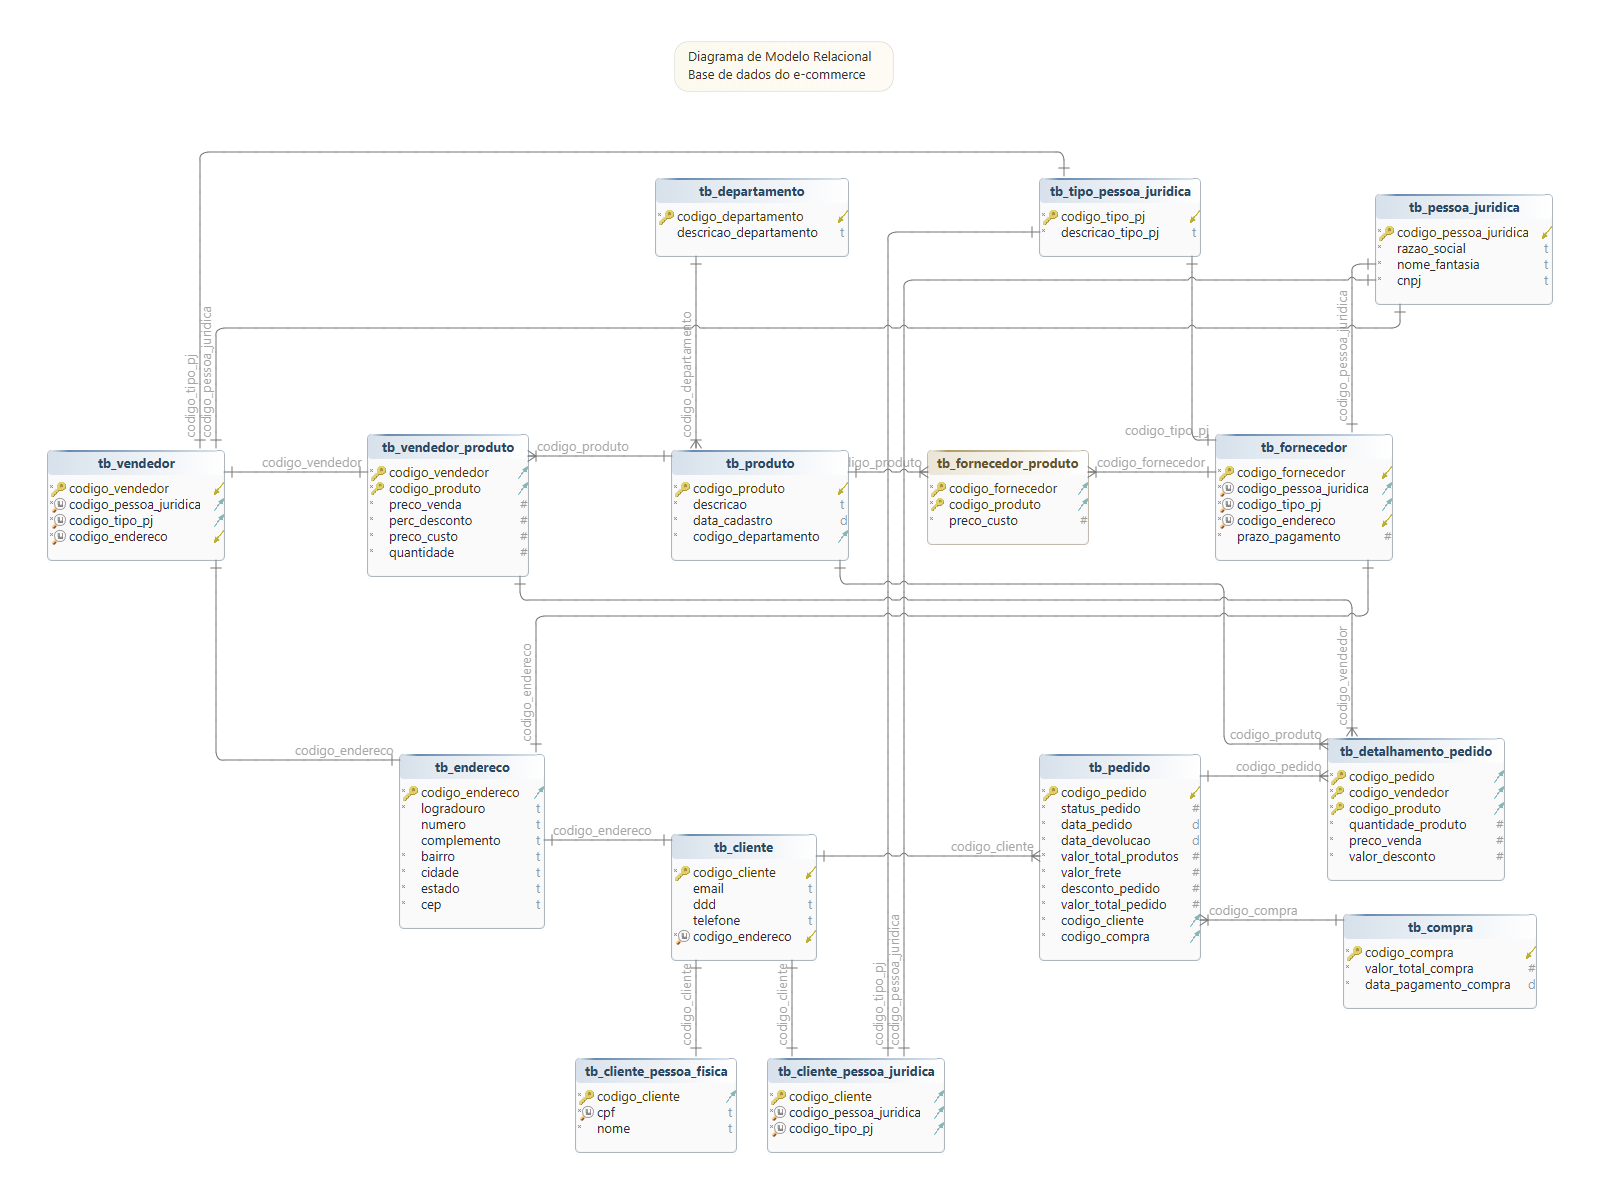 Diagrama de Modelo Relacional
Base de dados do e-commerce
tb_departamento
codigo_departamento
descricao_departamento t
tb_tipo_pessoa_juridica
codigo_tipo_pj
descricao_tipo_pj t
tb_pessoa_juridica
codigo_pessoa_juridica
razao_social t
nome_fantasia t
cnpj t
codigo_tipo_pj
codigo_pessoa_juridica
codigo_departamento
codigo_pessoa_juridica
codigo_tipo_pj
tb_vendedor
codigo_vendedor
codigo_pessoa_juridica
codigo_tipo_pj
codigo_endereco
codigo_vendedor
tb_vendedor_produto
codigo_vendedor
codigo_produto
preco_venda #
perc_desconto #
preco_custo #
quantidade #
codigo_produto
tb_produto
codigo_produto
descricao t
data_cadastro d
codigo_departamento
igo_produto
tb_fornecedor_produto
codigo_fornecedor
codigo_produto
preco_custo #
codigo_fornecedor
tb_fornecedor
codigo_fornecedor
codigo_pessoa_juridica
codigo_tipo_pj
codigo_endereco
prazo_pagamento #
codigo_endereco
codigo_endereco
codigo_vendedor
codigo_produto
codigo_pedido
tb_endereco
codigo_endereco
logradouro t
numero t
complemento t
bairro t
cidade t
estado t
cep t
codigo_endereco
tb_cliente
codigo_cliente
email t
ddd t
telefone t
codigo_endereco
codigo_cliente
tb_pedido
codigo_pedido
status_pedido #
data_pedido d
data_devolucao d
valor_total_produtos #
valor_frete #
desconto_pedido #
valor_total_pedido #
codigo_cliente
codigo_compra
tb_detalhamento_pedido
codigo_pedido
codigo_vendedor
codigo_produto
quantidade_produto #
preco_venda #
valor_desconto #
codigo_compra
tb_compra
codigo_compra
valor_total_compra #
data_pagamento_compra d
codigo_cliente
codigo_cliente
codigo_tipo_pj
codigo_pessoa_juridica
tb_cliente_pessoa_fisica
codigo_cliente
cpf t
nome t
tb_cliente_pessoa_juridica
codigo_cliente
codigo_pessoa_juridica
codigo_tipo_pj